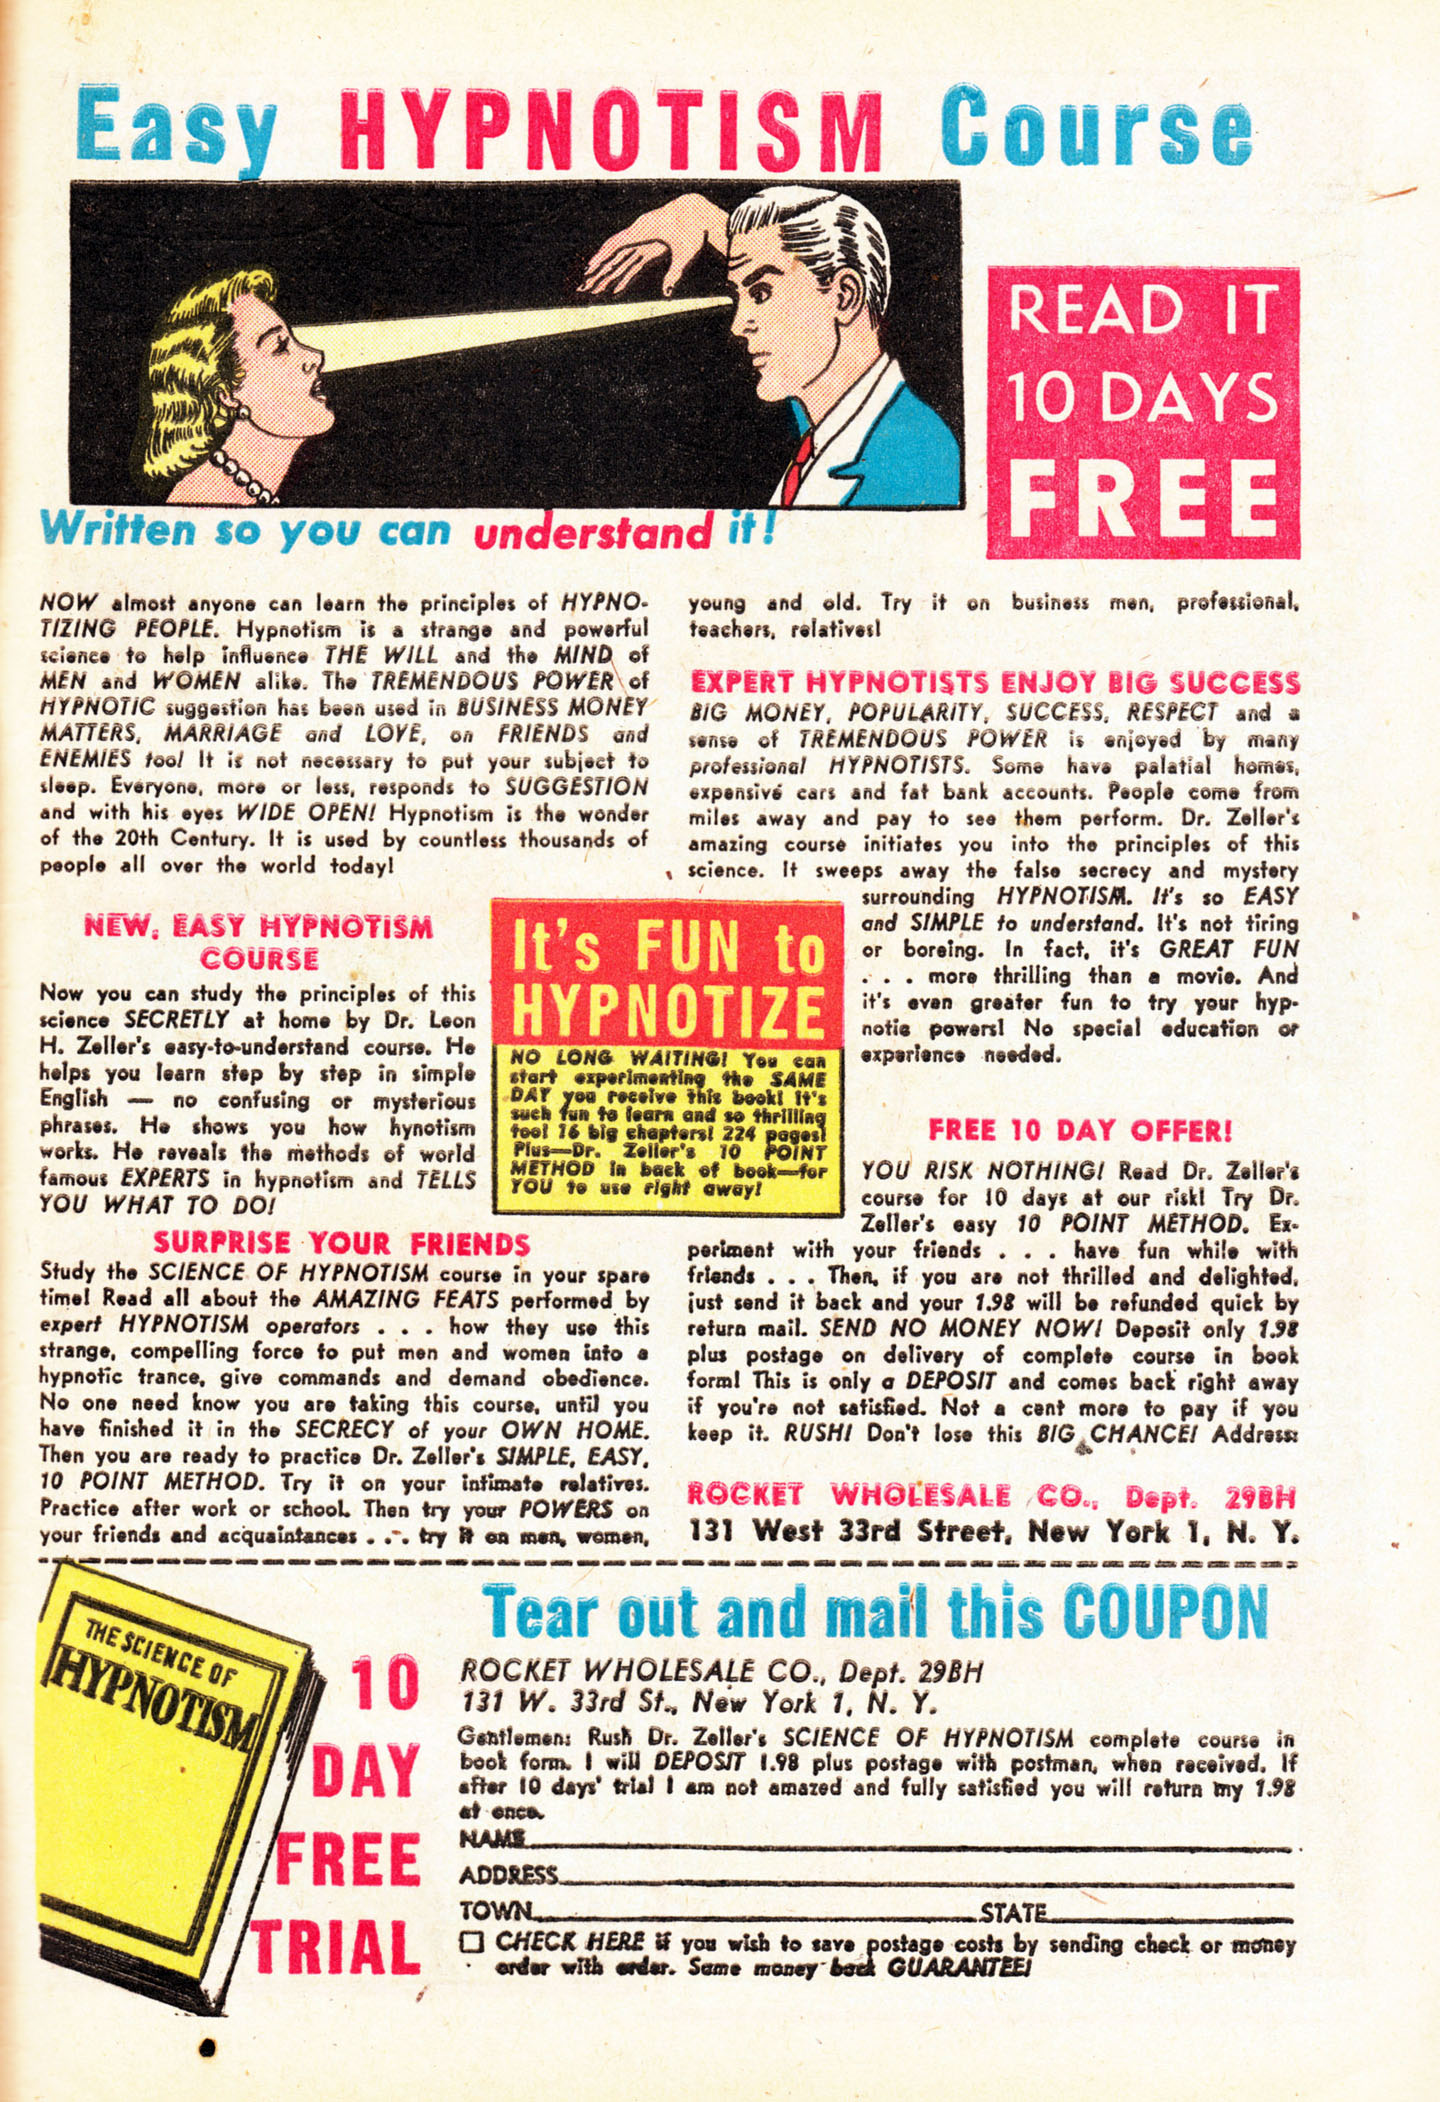 Easy HYPNOTISM Course
READ IT
10 DAYS
FREE
Written so you can understand it!
NOW almost anyone can learn the principles of HYPNO-
TIZING PEOPLE. Hypnotism is a strange and powerful
science to help influence THE WILL and the MIND of
MEN and WOMEN alike. The TREMENDOUS POWER of
HYPNOTIC suggestion has been used in BUSINESS MONEY
MATTERS, MARRIAGE and LOVE, on FRIENDS and
ENEMIES too! It is not necessary to put your subject to
sleep. Everyone, more or less, responds to SUGGESTION
and with his eyes WIDE OPEN! Hypnotism is the wonder
of the 20th Century. It is used by countless thousands of
people all over the world today!
NEW, EASY HYPNOTISM
COURSE
Now you can study the principles of this
science SECRETLY at home by Dr. Leon
H. Zeller's easy-to-understand course. He
helps you learn step by step in simple
English — no confusing or mysterious
phrases. He shows you how hynotism
works. He reveals the methods of world
famous EXPERTS in hypnotism and TELLS
YOU WHAT TO DO!
It's FUN to
HYPNOTIZE
NO LONG WAITING! You can
start experimenting the SAME
DAY you receive this book! It's
such fun to learn and so thrilling
too! 16 big chapters! 224 pages!
Plus—Dr. Zeller's 10 POINT
METHOD in back of book—for
YOU to use right away!
SURPRISE YOUR FRIENDS
Study the SCIENCE OF HYPNOTISM course in your spare
time! Read all about the AMAZING FEATS performed by
expert HYPNOTISM operators . . . how they use this
strange, compelling force to put men and women into a
hypnotic trance, give commands and demand obedience.
No one need know you are taking this course, until you
have finished it in the SECRECY of your OWN HOME.
Then you are ready to practice Dr. Zeller's SIMPLE, EASY,
10 POINT METHOD. Try it on your intimate relatives.
Practice after work or school. Then try your POWERS on
your friends and acquaintances . . . try it on men, women,
young and old. Try it on business men, professional,
teachers, relatives!
EXPERT HYPNOTISTS ENJOY BIG SUCCESS
BIG MONEY, POPULARITY, SUCCESS, RESPECT and a
sense of TREMENDOUS POWER is enjoyed by many
professional HYPNOTISTS. Some have palatial homes,
expensive cars and fat bank accounts. People come from
miles away and pay to see them perform. Dr. Zeller's
amazing course initiates you into the principles of this
science. It sweeps away the false secrecy and mystery
surrounding HYPNOTISM. It's so EASY
and SIMPLE to understand. It's not tiring
or boreing. In fact, it's GREAT FUN
. . . more thrilling than a movie. And
it's even greater fun to try your hyp-
notic powers! No special education or
experience needed.
FREE 10 DAY OFFER!
YOU RISK NOTHING! Read Dr. Zeller's
course for 10 days at our risk! Try Dr.
Zeller's easy 10 POINT METHOD. Ex-
periment with your friends . . . have fun while with
friends . . . Then, if you are not thrilled and delighted,
just send it back and your 1.98 will be refunded quick by
return mail. SEND NO MONEY NOW! Deposit only 1.98
plus postage on delivery of complete course in book
form! This is only a DEPOSIT and comes back right away
if you're not satisfied. Not a cent more to pay if you
keep it. RUSH! Don't lose this BIG CHANCE! Address:
ROCKET WHOLESALE CO., Dept. 29BH
131 West 33rd Street, New York 1, N. Y.
THE SCIENCE OF
HYPNOTISM
10
DAY
FREE
TRIAL
Tear out and mail this COUPON
ROCKET WHOLESALE CO., Dept. 29BH
131 W. 33rd St., New York 1, N. Y.
Gentlemen: Rush Dr. Zeller's SCIENCE OF HYPNOTISM complete course in
book form. I will DEPOSIT 1.98 plus postage with postman, when received. If
after 10 days' trial I am not amazed and fully satisfied you will return my 1.98
at once.
NAME
ADDRESS
TOWN STATE
CHECK HERE if you wish to save postage costs by sending check or money
order with order. Same money back GUARANTEE!